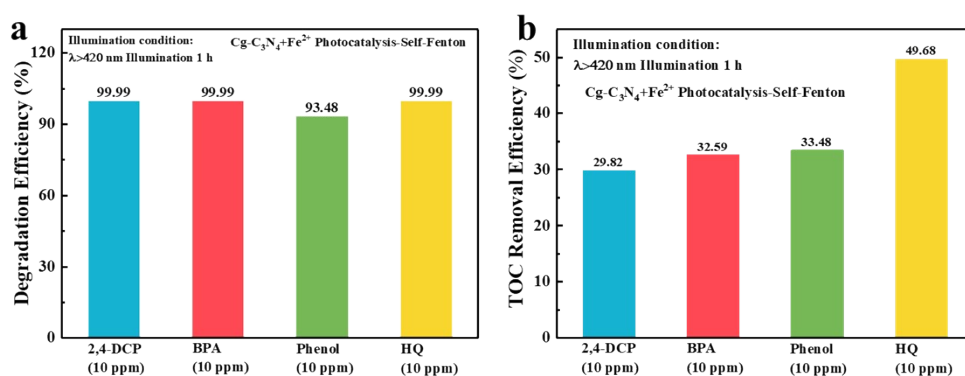 a
Illumination condition:
λ>420 nm Illumination 1 h
Cg-C₃N₄+Fe²⁺ Photocatalysis-Self-Fenton
Degradation Efficiency (%)
120
90
60
30
0
99.99
99.99
93.48
99.99
2,4-DCP
(10 ppm)
BPA
(10 ppm)
Phenol
(10 ppm)
HQ
(10 ppm)
b
Illumination condition:
λ>420 nm Illumination 1 h
Cg-C₃N₄+Fe²⁺ Photocatalysis-Self-Fenton
TOC Removal Efficiency (%)
50
40
30
20
10
0
29.82
32.59
33.48
49.68
2,4-DCP
(10 ppm)
BPA
(10 ppm)
Phenol
(10 ppm)
HQ
(10 ppm)